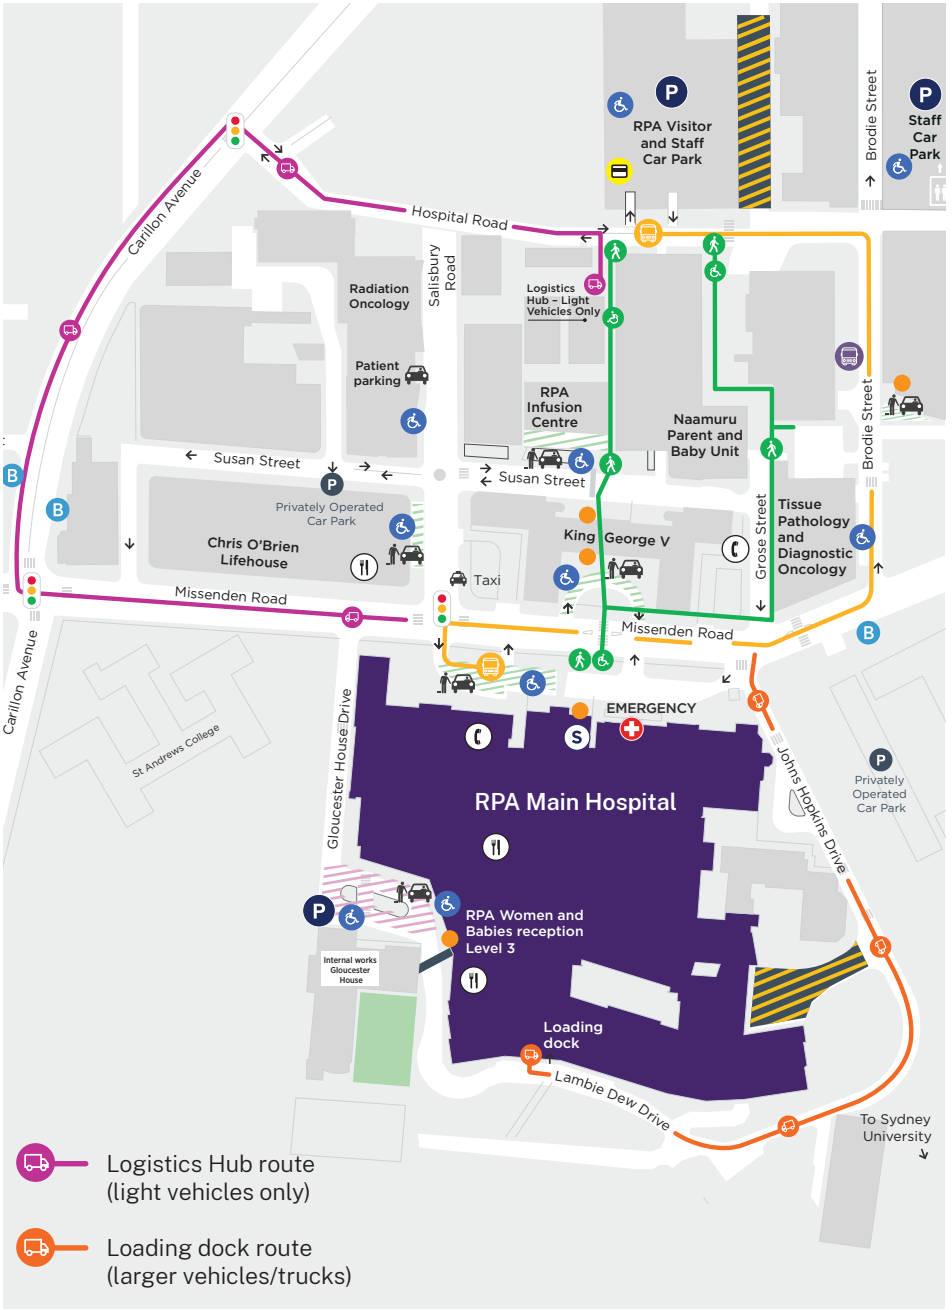 P
RPA Visitor
and Staff
Car Park
Brodie Street
P
Staff
Car
Park
Carillon Avenue
Hospital Road
Salisbury
Road
Radiation
Oncology
Logistics
Hub – Light
Vehicles Only
Patient
parking
RPA
Infusion
Centre
Naamuru
Parent and
Baby Unit
Brodie Street
B
Susan Street
P
Privately Operated
Car Park
Susan Street
B
Tissue
Pathology
and
Diagnostic
Oncology
Grose Street
King George V
Chris O’Brien
Lifehouse
Taxi
Missenden Road
Missenden Road
B
Carillon Avenue
St Andrews College
Gloucester House Drive
EMERGENCY
S
RPA Main Hospital
Johns Hopkins Drive
P
Privately
Operated
Car Park
P
RPA Women and
Babies reception
Level 3
Internal works
Gloucester
House
Loading
dock
Lambie Dew Drive
To Sydney
University
Logistics Hub route
(light vehicles only)
Loading dock route
(larger vehicles/trucks)